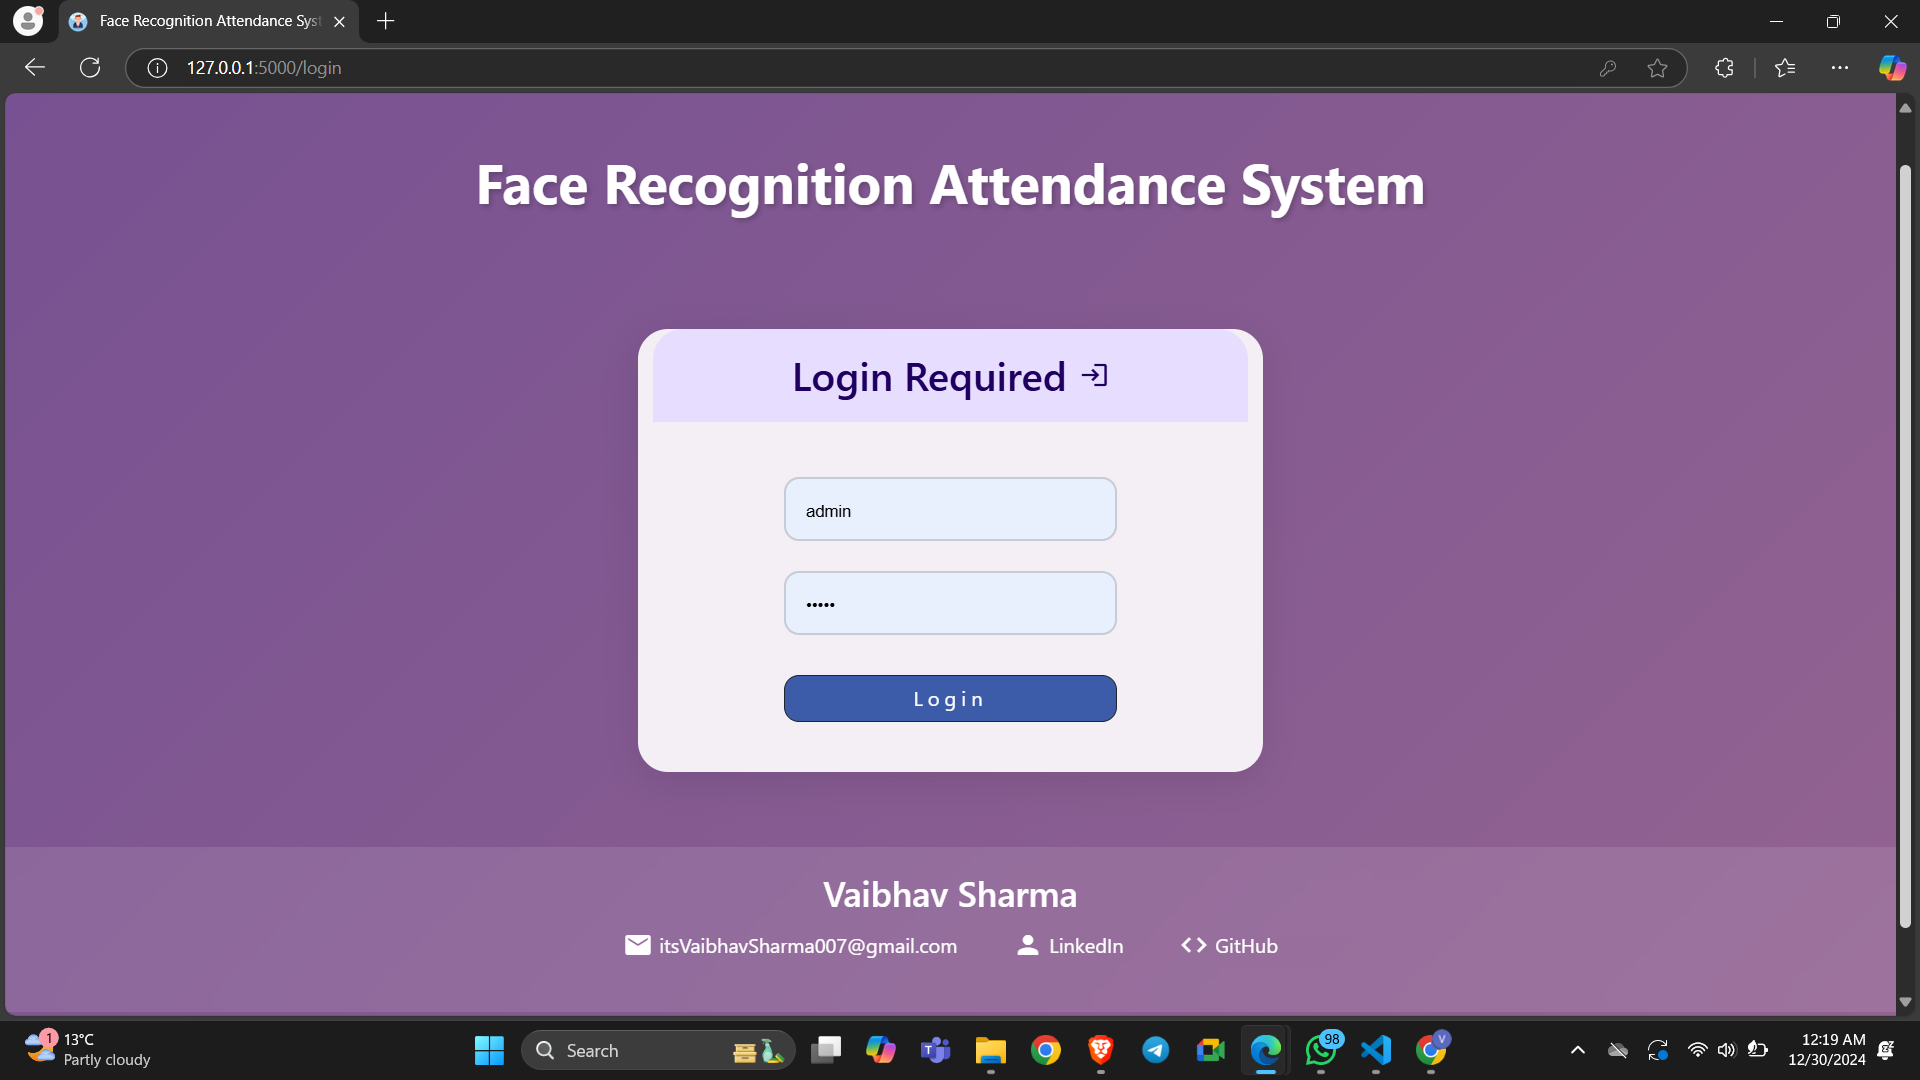 Face Recognition Attendance Syst
127.0.0.1:5000/login
Face Recognition Attendance System
Login Required
admin
•••••
Login
Vaibhav Sharma
itsVaibhavSharma007@gmail.com LinkedIn GitHub
1 13°C
Partly cloudy
Search
T
98
V
12:19 AM
12/30/2024